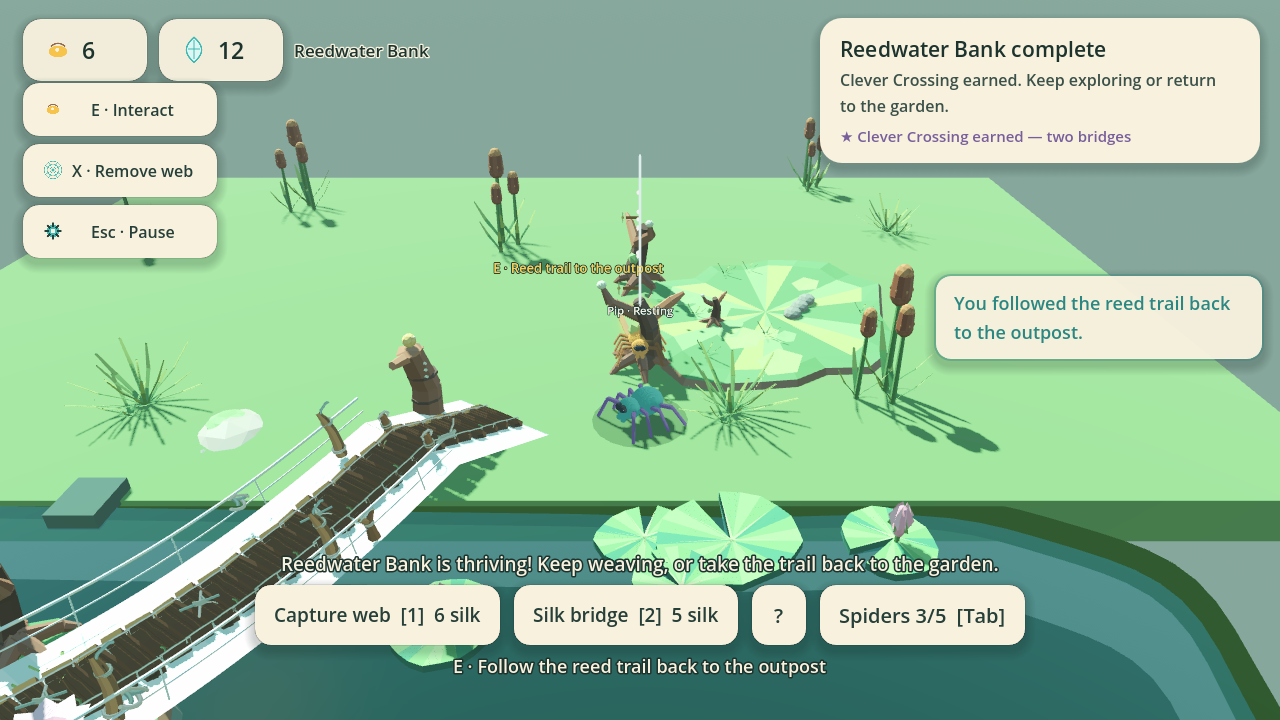 6
12
Reedwater Bank
E · Interact
X · Remove web
Esc · Pause
Reedwater Bank complete
Clever Crossing earned. Keep exploring or return
to the garden.
★ Clever Crossing earned — two bridges
E · Reed trail to the outpost
Pip · Resting
You followed the reed trail back
to the outpost.
Reedwater Bank is thriving! Keep weaving, or take the trail back to the garden.
Capture web [1] 6 silk
Silk bridge [2] 5 silk
?
Spiders 3/5 [Tab]
E · Follow the reed trail back to the outpost